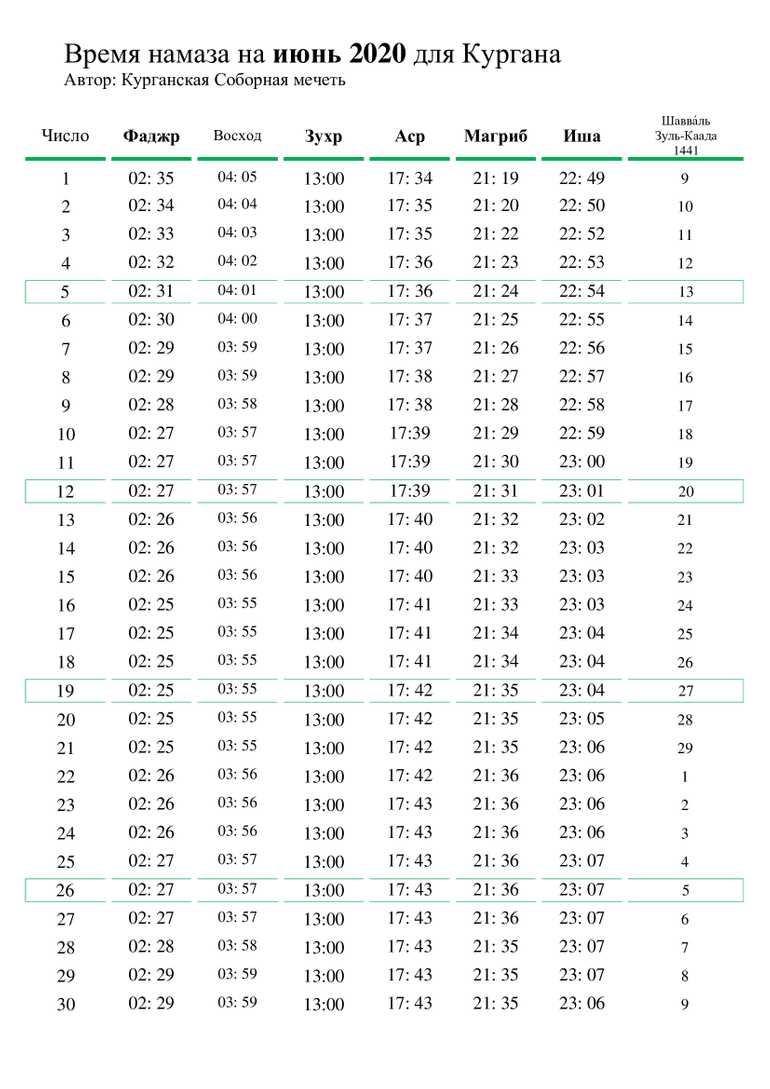 Время намаза на июнь 2020 для Кургана
Автор: Курганская Соборная мечеть
Число Фаджр Восход Зухр Аср Магриб Иша Шаввáль Зуль-Каада 1441
1 02: 35 04: 05 13:00 17: 34 21: 19 22: 49 9
2 02: 34 04: 04 13:00 17: 35 21: 20 22: 50 10
3 02: 33 04: 03 13:00 17: 35 21: 22 22: 52 11
4 02: 32 04: 02 13:00 17: 36 21: 23 22: 53 12
5 02: 31 04: 01 13:00 17: 36 21: 24 22: 54 13
6 02: 30 04: 00 13:00 17: 37 21: 25 22: 55 14
7 02: 29 03: 59 13:00 17: 37 21: 26 22: 56 15
8 02: 29 03: 59 13:00 17: 38 21: 27 22: 57 16
9 02: 28 03: 58 13:00 17: 38 21: 28 22: 58 17
10 02: 27 03: 57 13:00 17:39 21: 29 22: 59 18
11 02: 27 03: 57 13:00 17:39 21: 30 23: 00 19
12 02: 27 03: 57 13:00 17:39 21: 31 23: 01 20
13 02: 26 03: 56 13:00 17: 40 21: 32 23: 02 21
14 02: 26 03: 56 13:00 17: 40 21: 32 23: 03 22
15 02: 26 03: 56 13:00 17: 40 21: 33 23: 03 23
16 02: 25 03: 55 13:00 17: 41 21: 33 23: 03 24
17 02: 25 03: 55 13:00 17: 41 21: 34 23: 04 25
18 02: 25 03: 55 13:00 17: 41 21: 34 23: 04 26
19 02: 25 03: 55 13:00 17: 42 21: 35 23: 04 27
20 02: 25 03: 55 13:00 17: 42 21: 35 23: 05 28
21 02: 25 03: 55 13:00 17: 42 21: 35 23: 06 29
22 02: 26 03: 56 13:00 17: 42 21: 36 23: 06 1
23 02: 26 03: 56 13:00 17: 43 21: 36 23: 06 2
24 02: 26 03: 56 13:00 17: 43 21: 36 23: 06 3
25 02: 27 03: 57 13:00 17: 43 21: 36 23: 07 4
26 02: 27 03: 57 13:00 17: 43 21: 36 23: 07 5
27 02: 27 03: 57 13:00 17: 43 21: 36 23: 07 6
28 02: 28 03: 58 13:00 17: 43 21: 35 23: 07 7
29 02: 29 03: 59 13:00 17: 43 21: 35 23: 07 8
30 02: 29 03: 59 13:00 17: 43 21: 35 23: 06 9